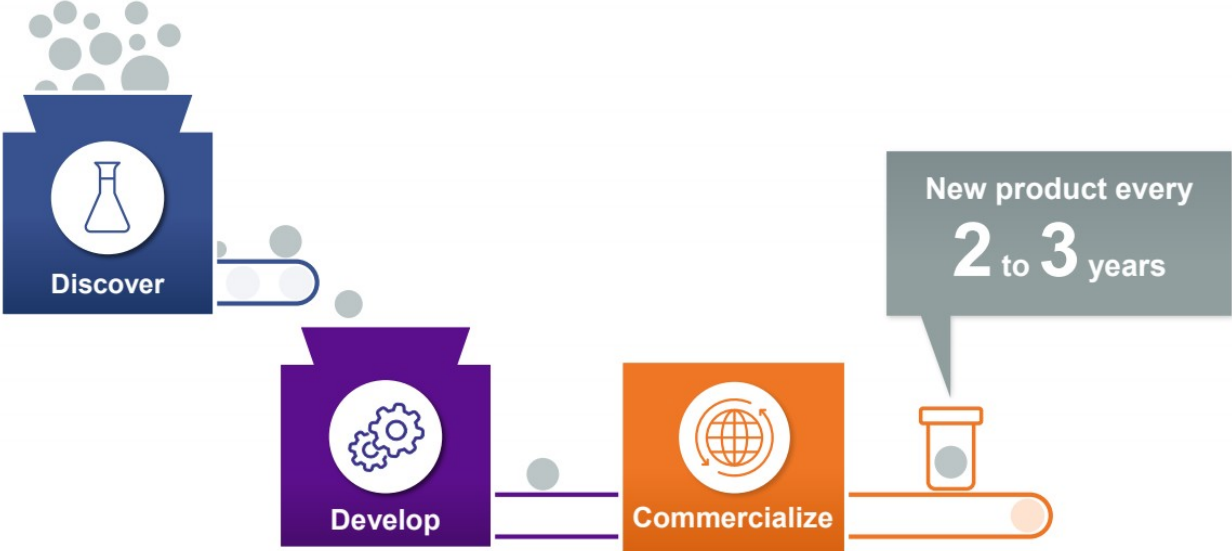 Discover
Develop
Commercialize
New product every
2 to 3 years